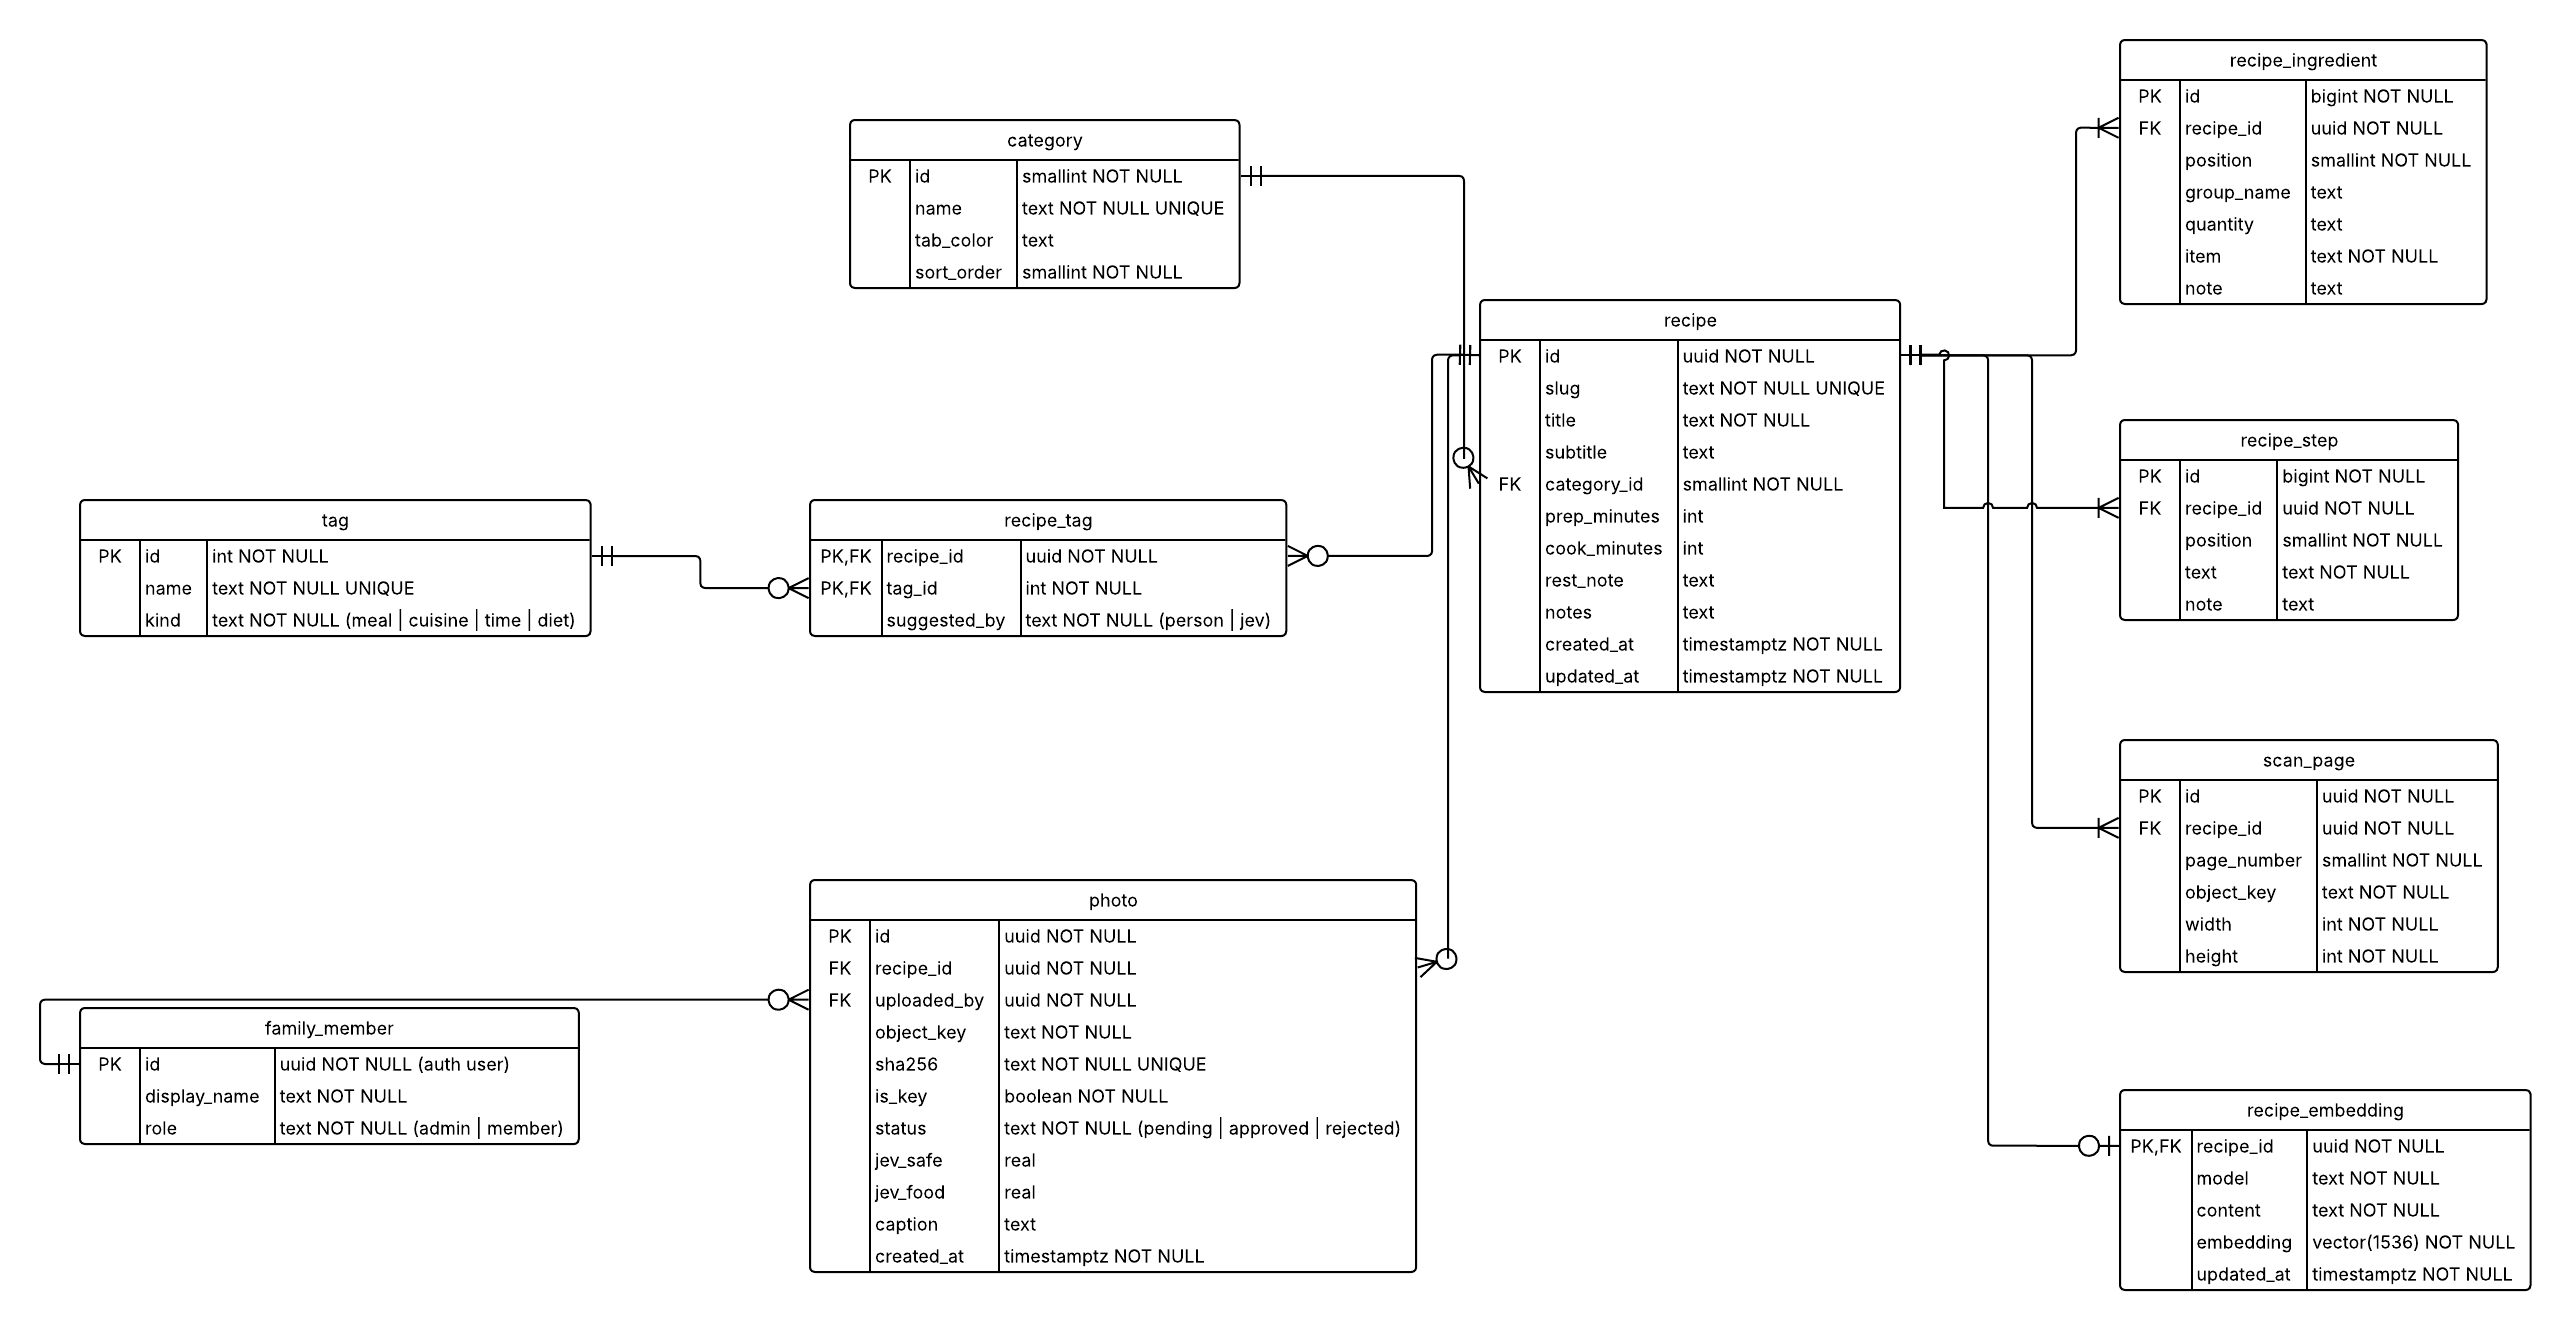 recipe_ingredient
PK id bigint NOT NULL
FK recipe_id uuid NOT NULL
position smallint NOT NULL
group_name text
quantity text
item text NOT NULL
note text
category
PK id smallint NOT NULL
name text NOT NULL UNIQUE
tab_color text
sort_order smallint NOT NULL
recipe
PK id uuid NOT NULL
slug text NOT NULL UNIQUE
title text NOT NULL
subtitle text
FK category_id smallint NOT NULL
prep_minutes int
cook_minutes int
rest_note text
notes text
created_at timestamptz NOT NULL
updated_at timestamptz NOT NULL
recipe_step
PK id bigint NOT NULL
FK recipe_id uuid NOT NULL
position smallint NOT NULL
text text NOT NULL
note text
tag
PK id int NOT NULL
name text NOT NULL UNIQUE
kind text NOT NULL (meal | cuisine | time | diet)
recipe_tag
PK,FK recipe_id uuid NOT NULL
PK,FK tag_id int NOT NULL
suggested_by text NOT NULL (person | jev)
scan_page
PK id uuid NOT NULL
FK recipe_id uuid NOT NULL
page_number smallint NOT NULL
object_key text NOT NULL
width int NOT NULL
height int NOT NULL
photo
PK id uuid NOT NULL
FK recipe_id uuid NOT NULL
FK uploaded_by uuid NOT NULL
object_key text NOT NULL
sha256 text NOT NULL UNIQUE
is_key boolean NOT NULL
status text NOT NULL (pending | approved | rejected)
jev_safe real
jev_food real
caption text
created_at timestamptz NOT NULL
family_member
PK id uuid NOT NULL (auth user)
display_name text NOT NULL
role text NOT NULL (admin | member)
recipe_embedding
PK,FK recipe_id uuid NOT NULL
model text NOT NULL
content text NOT NULL
embedding vector(1536) NOT NULL
updated_at timestamptz NOT NULL